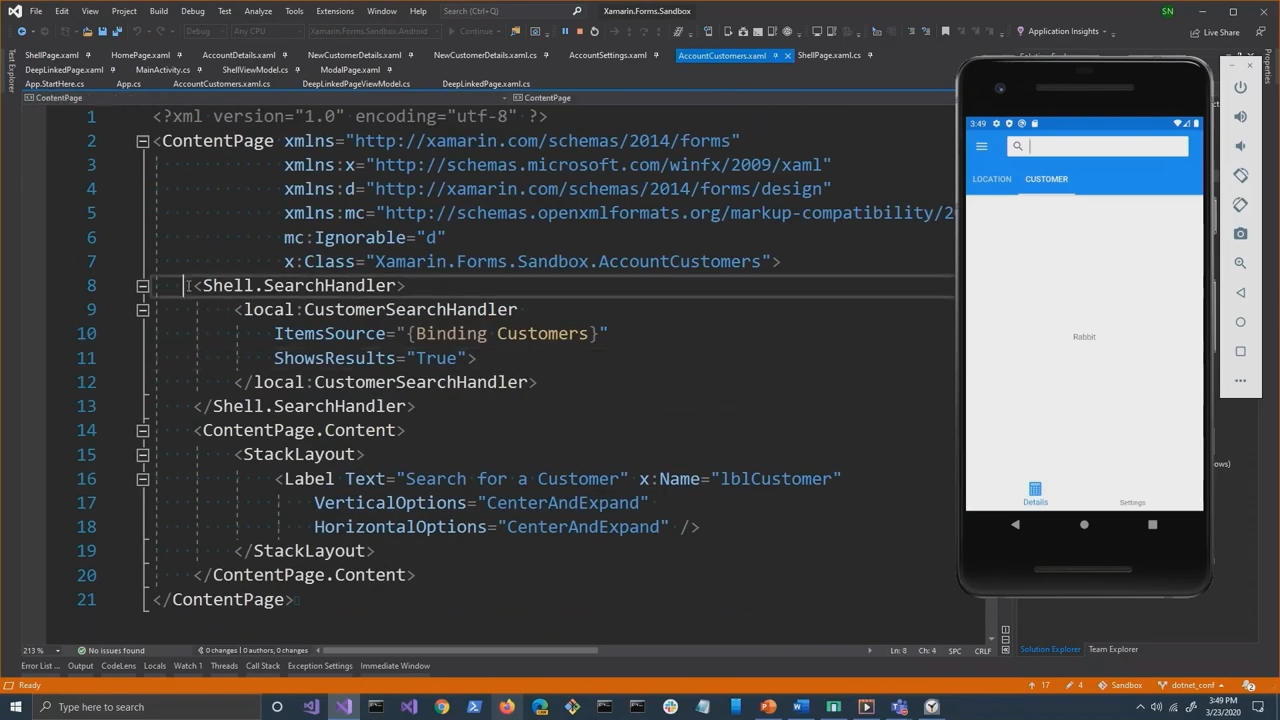 File Edit View Project Build Debug Test Analyze Tools Extensions Window Help Search (Ctrl+Q) Xamarin.Forms.Sandbox SN
Debug Any CPU Xamarin.Forms.Sandbox.Android Continue Application Insights Live Share
ShellPage.xaml HomePage.xaml AccountDetails.xaml NewCustomerDetails.xaml NewCustomerDetails.xaml.cs AccountSettings.xaml AccountCustomers.xaml ShellPage.xaml.cs
DeepLinkedPage.xaml MainActivity.cs ShellViewModel.cs ModalPage.xaml
App.StartHere.cs App.cs AccountCustomers.xaml.cs DeepLinkedPageViewModel.cs DeepLinkedPage.xaml.cs
ContentPage ContentPage
Test Explorer
Properties
1 <?xml version="1.0" encoding="utf-8" ?>
2 <ContentPage xmlns="http://xamarin.com/schemas/2014/forms"
3 xmlns:x="http://schemas.microsoft.com/winfx/2009/xaml"
4 xmlns:d="http://xamarin.com/schemas/2014/forms/design"
5 xmlns:mc="http://schemas.openxmlformats.org/markup-compatibility/2
6 mc:Ignorable="d"
7 x:Class="Xamarin.Forms.Sandbox.AccountCustomers">
8 <Shell.SearchHandler>
9 <local:CustomerSearchHandler
10 ItemsSource="{Binding Customers}"
11 ShowsResults="True">
12 </local:CustomerSearchHandler>
13 </Shell.SearchHandler>
14 <ContentPage.Content>
15 <StackLayout>
16 <Label Text="Search for a Customer" x:Name="lblCustomer"
17 VerticalOptions="CenterAndExpand"
18 HorizontalOptions="CenterAndExpand" />
19 </StackLayout>
20 </ContentPage.Content>
21 </ContentPage>
3:49
LOCATION CUSTOMER
Rabbit
Details Settings
213 % No issues found 0 changes | 0 authors, 0 changes Ln: 8 Ch: 4 SPC CRLF
Solution Explorer Team Explorer
Error List ... Output CodeLens Locals Watch 1 Threads Call Stack Exception Settings Immediate Window
Ready 17 4 Sandbox dotnet_conf 2
Type here to search
3:49 PM
3/23/2020